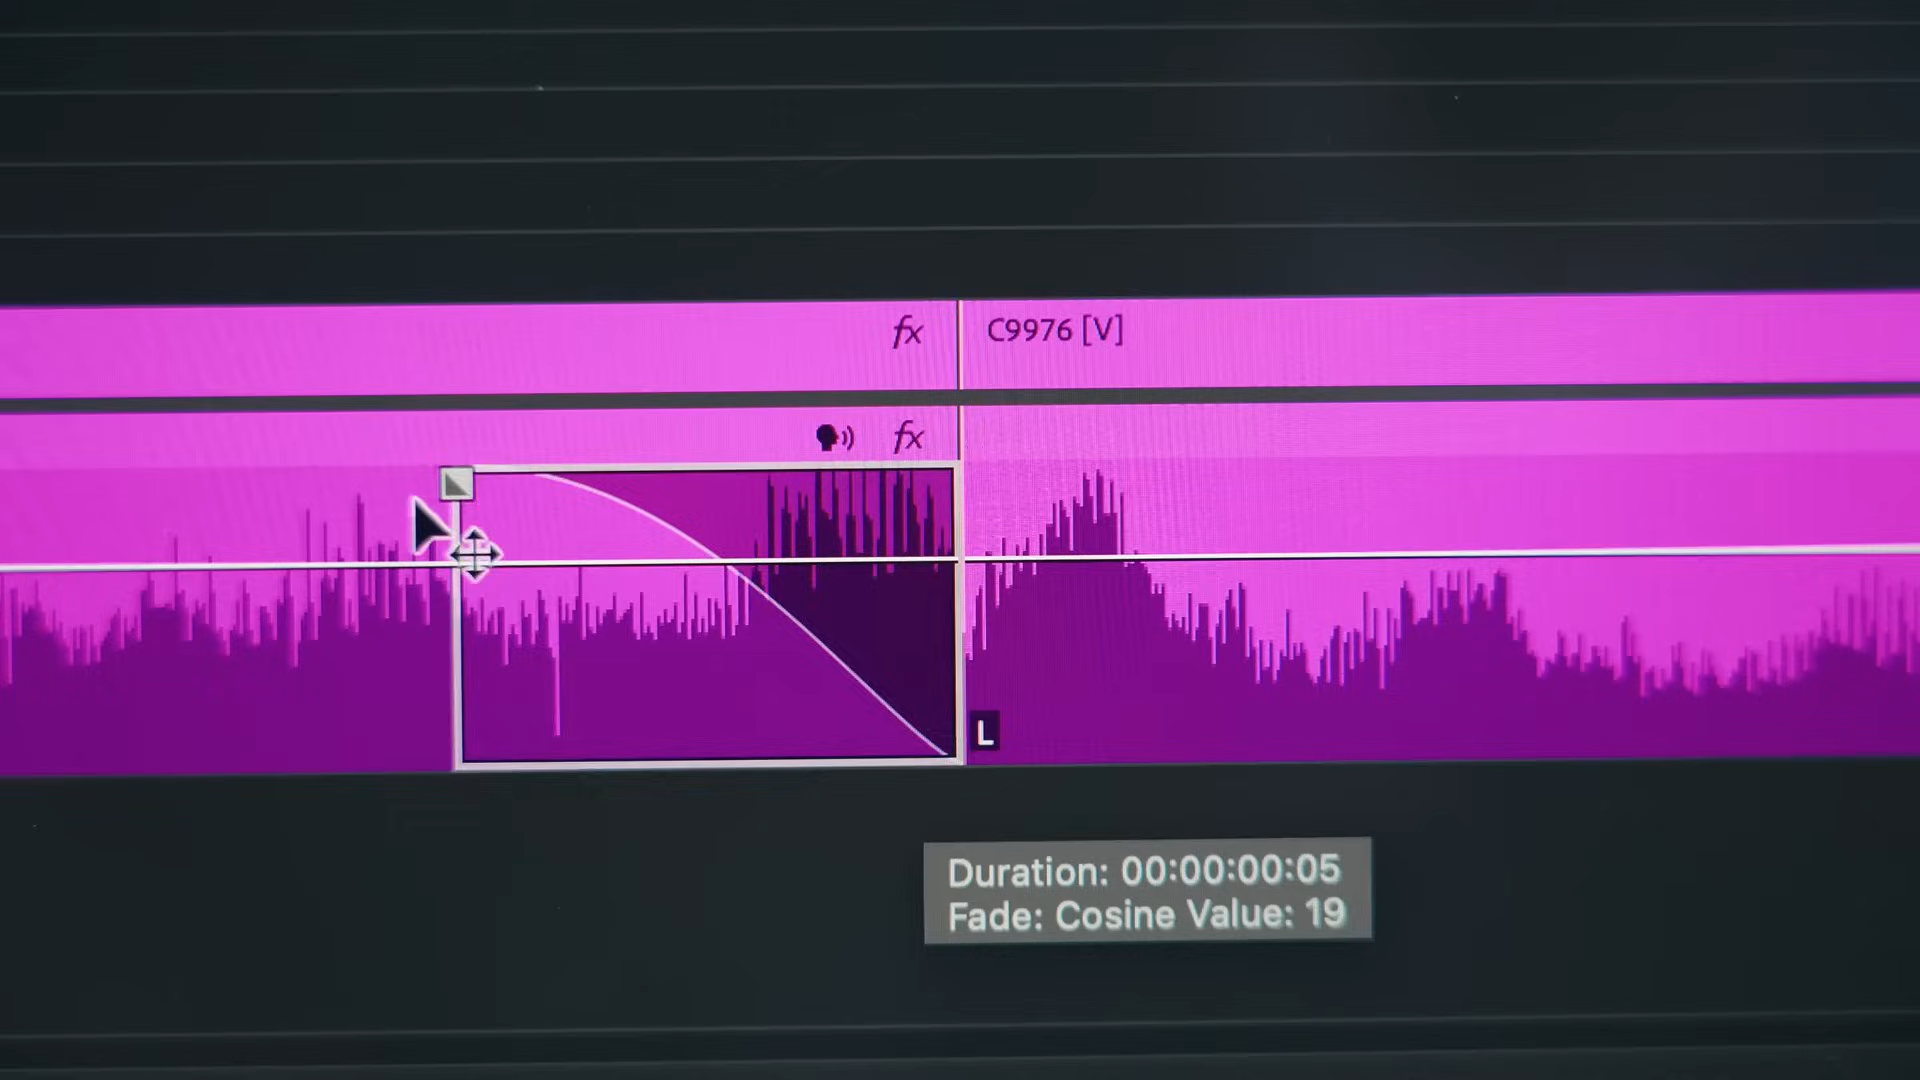 fx
C9976 [V]
fx
L
Duration: 00:00:00:05
Fade: Cosine Value: 19